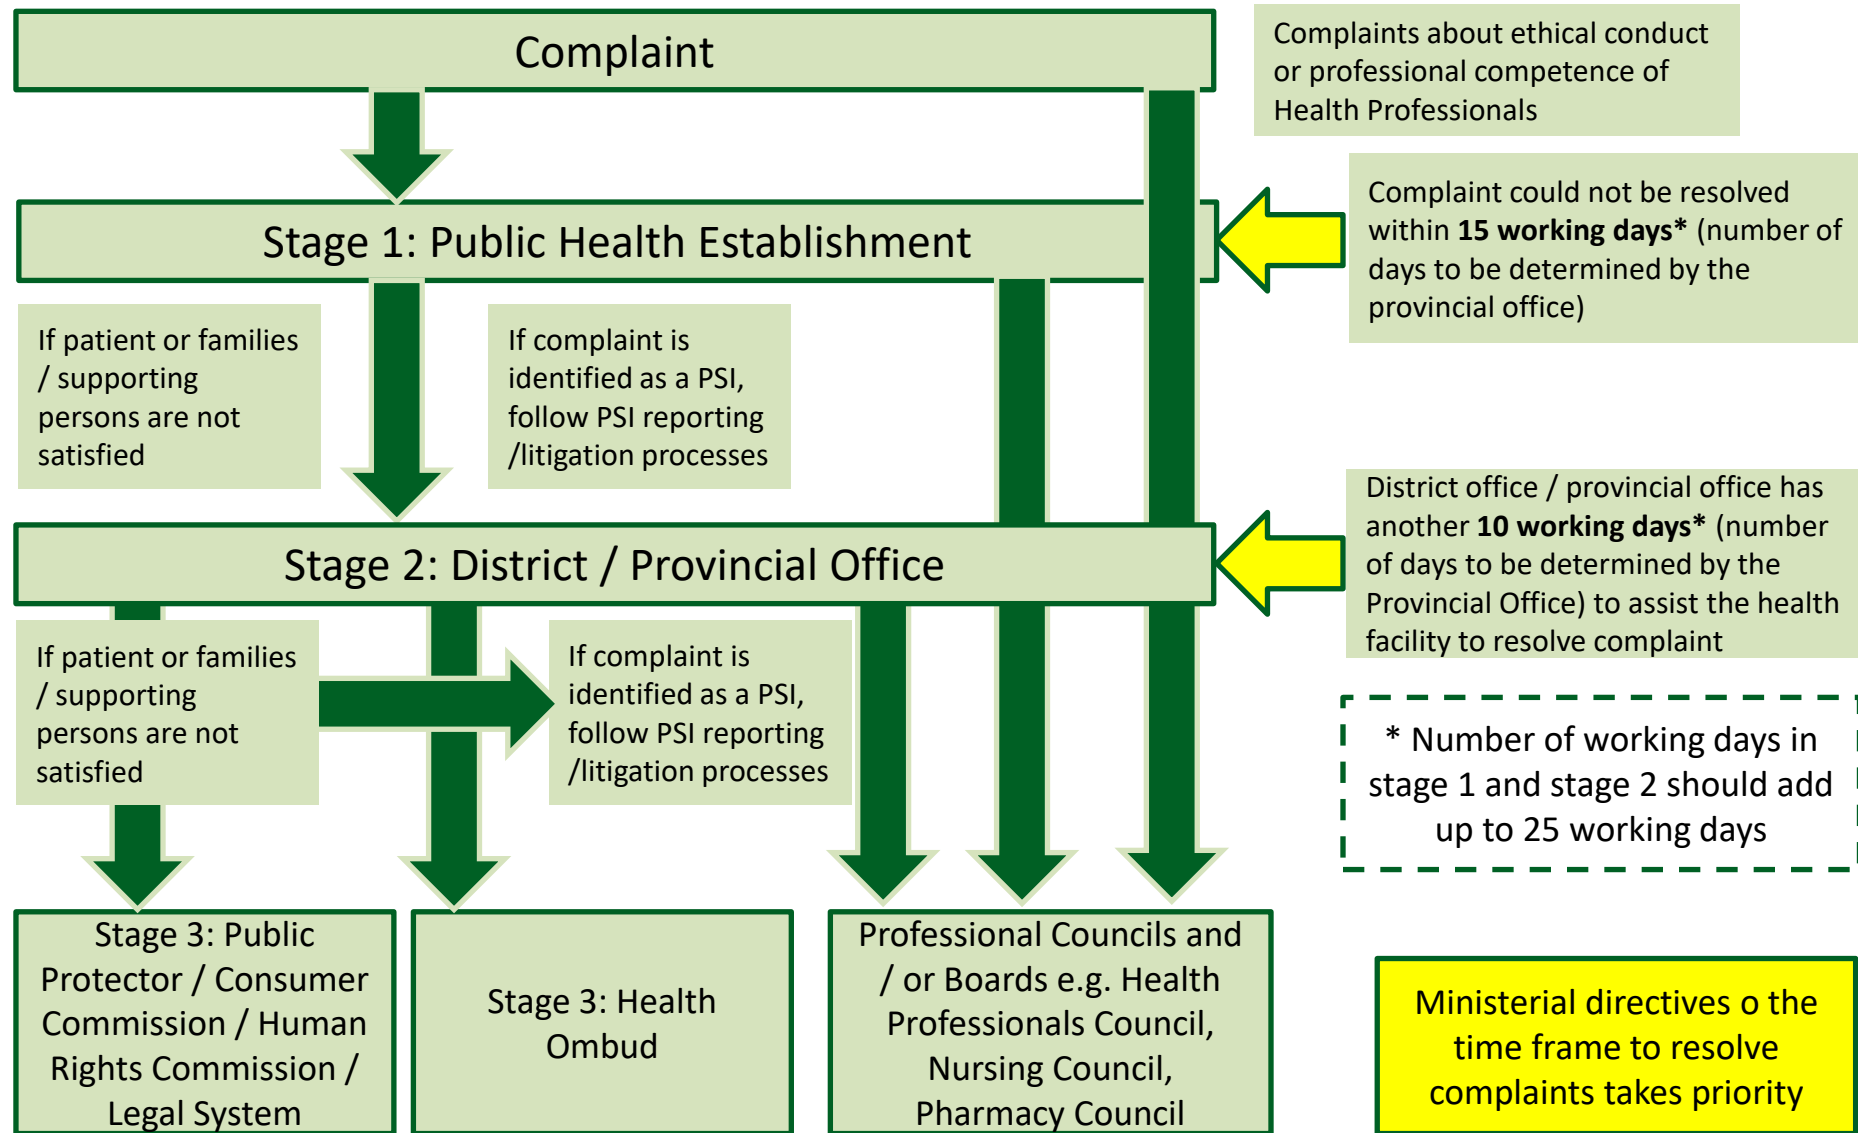 Complaint
Complaints about ethical conduct
or professional competence of
Health Professionals
Stage 1: Public Health Establishment
Complaint could not be resolved
within 15 working days* (number of
days to be determined by the
provincial office)
If patient or families
/ supporting
persons are not
satisfied
If complaint is
identified as a PSI,
follow PSI reporting
/litigation processes
Stage 2: District / Provincial Office
District office / provincial office has
another 10 working days* (number
of days to be determined by the
Provincial Office) to assist the health
facility to resolve complaint
If patient or families
/ supporting
persons are not
satisfied
If complaint is
identified as a PSI,
follow PSI reporting
/litigation processes
* Number of working days in
stage 1 and stage 2 should add
up to 25 working days
Stage 3: Public
Protector / Consumer
Commission / Human
Rights Commission /
Legal System
Stage 3: Health
Ombud
Professional Councils and
/ or Boards e.g. Health
Professionals Council,
Nursing Council,
Pharmacy Council
Ministerial directives o the
time frame to resolve
complaints takes priority